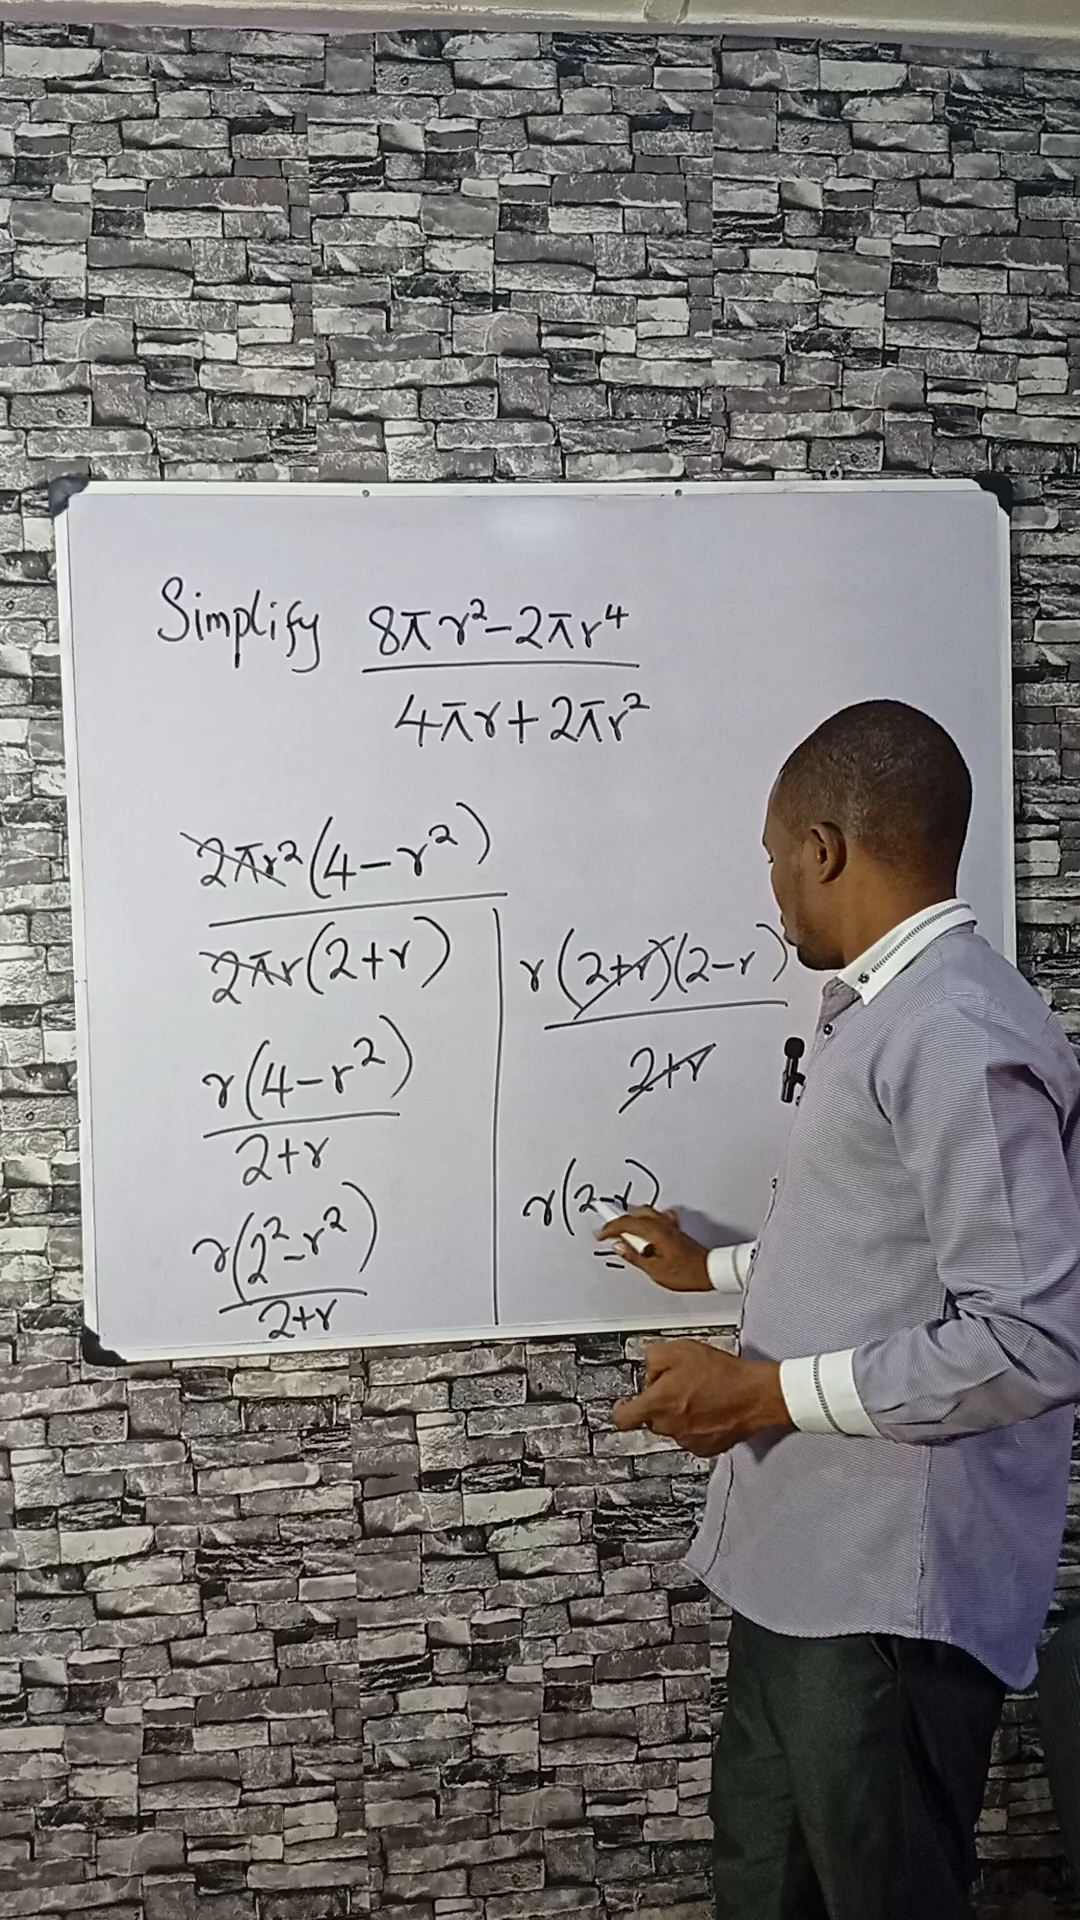 Simplify 8πr²-2πr⁴
4πr+2πr²
2πr²(4-r²)
2πr(2+r)
r(4-r²)
2+r
r(2²-r²)
2+r
r(2+r)(2-r)
2+r
r(2-r)
=